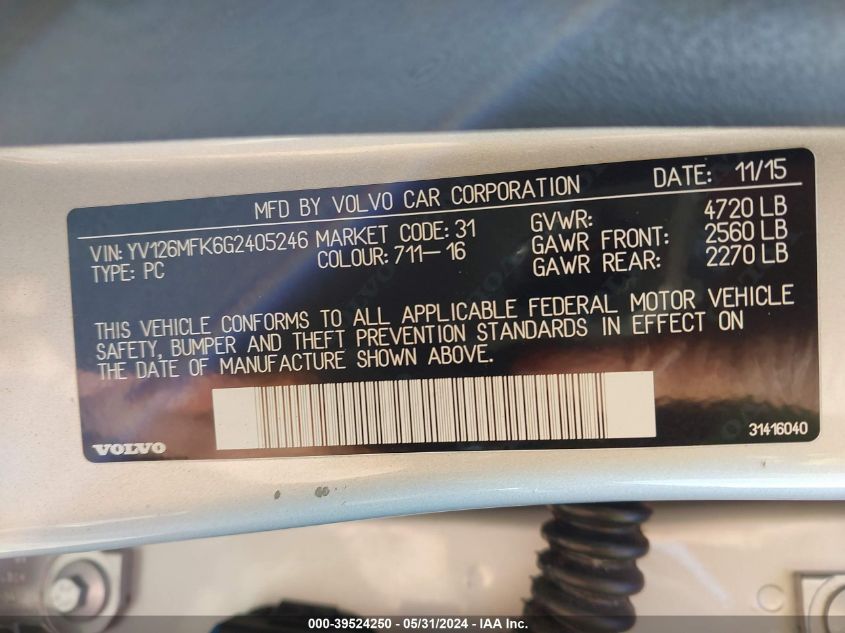 MFD BY VOLVO CAR CORPORATION DATE: 11/15
VIN: YV126MFK6G2405246 MARKET CODE: 31 GVWR: 4720 LB
TYPE: PC COLOUR: 711-16 GAWR FRONT: 2560 LB
GAWR REAR: 2270 LB
THIS VEHICLE CONFORMS TO ALL APPLICABLE FEDERAL MOTOR VEHICLE
SAFETY, BUMPER AND THEFT PREVENTION STANDARDS IN EFFECT ON
THE DATE OF MANUFACTURE SHOWN ABOVE.
VOLVO 31416040
000-39524250 - 05/31/2024 - IAA Inc.